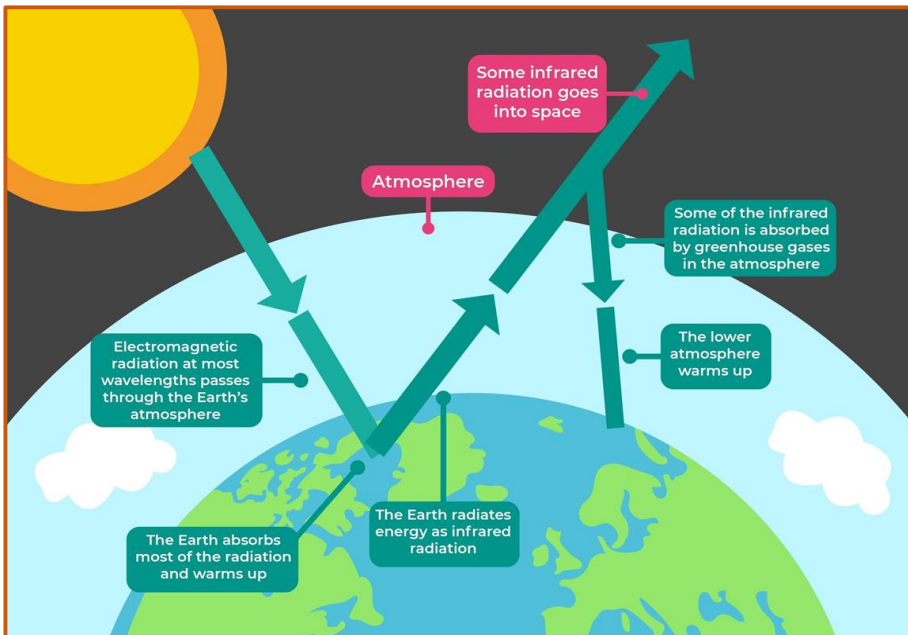 Some infrared
radiation goes
into space
Atmosphere
Some of the infrared
radiation is absorbed
by greenhouse gases
in the atmosphere
Electromagnetic
radiation at most
wavelengths passes
through the Earth's
atmosphere
The lower
atmosphere
warms up
The Earth radiates
energy as infrared
radiation
The Earth absorbs
most of the radiation
and warms up